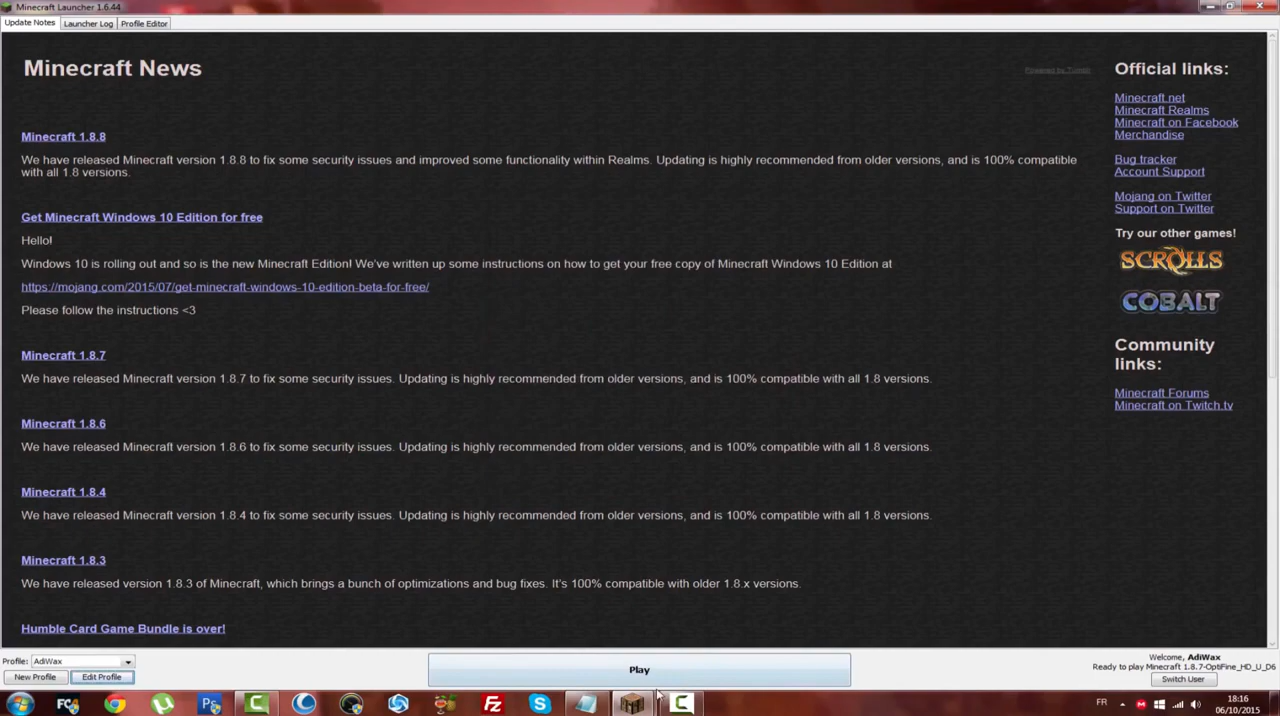 Minecraft Launcher 1.6.44
Update Notes
Launcher Log
Profile Editor
Minecraft News
Powered by Tumblr
Minecraft 1.8.8
We have released Minecraft version 1.8.8 to fix some security issues and improved some functionality within Realms. Updating is highly recommended from older versions, and is 100% compatible
with all 1.8 versions.
Get Minecraft Windows 10 Edition for free
Hello!
Windows 10 is rolling out and so is the new Minecraft Edition! We've written up some instructions on how to get your free copy of Minecraft Windows 10 Edition at
https://mojang.com/2015/07/get-minecraft-windows-10-edition-beta-for-free/
Please follow the instructions <3
Minecraft 1.8.7
We have released Minecraft version 1.8.7 to fix some security issues. Updating is highly recommended from older versions, and is 100% compatible with all 1.8 versions.
Minecraft 1.8.6
We have released Minecraft version 1.8.6 to fix some security issues. Updating is highly recommended from older versions, and is 100% compatible with all 1.8 versions.
Minecraft 1.8.4
We have released Minecraft version 1.8.4 to fix some security issues. Updating is highly recommended from older versions, and is 100% compatible with all 1.8 versions.
Minecraft 1.8.3
We have released version 1.8.3 of Minecraft, which brings a bunch of optimizations and bug fixes. It's 100% compatible with older 1.8.x versions.
Humble Card Game Bundle is over!
Official links:
Minecraft.net
Minecraft Realms
Minecraft on Facebook
Merchandise
Bug tracker
Account Support
Mojang on Twitter
Support on Twitter
Try our other games!
SCROLLS
COBALT
Community
links:
Minecraft Forums
Minecraft on Twitch.tv
Profile: AdiWax
New Profile
Edit Profile
Play
Welcome, AdiWax
Ready to play Minecraft 1.8.7-OptiFine_HD_U_D6
Switch User
FR
18:16
06/10/2015